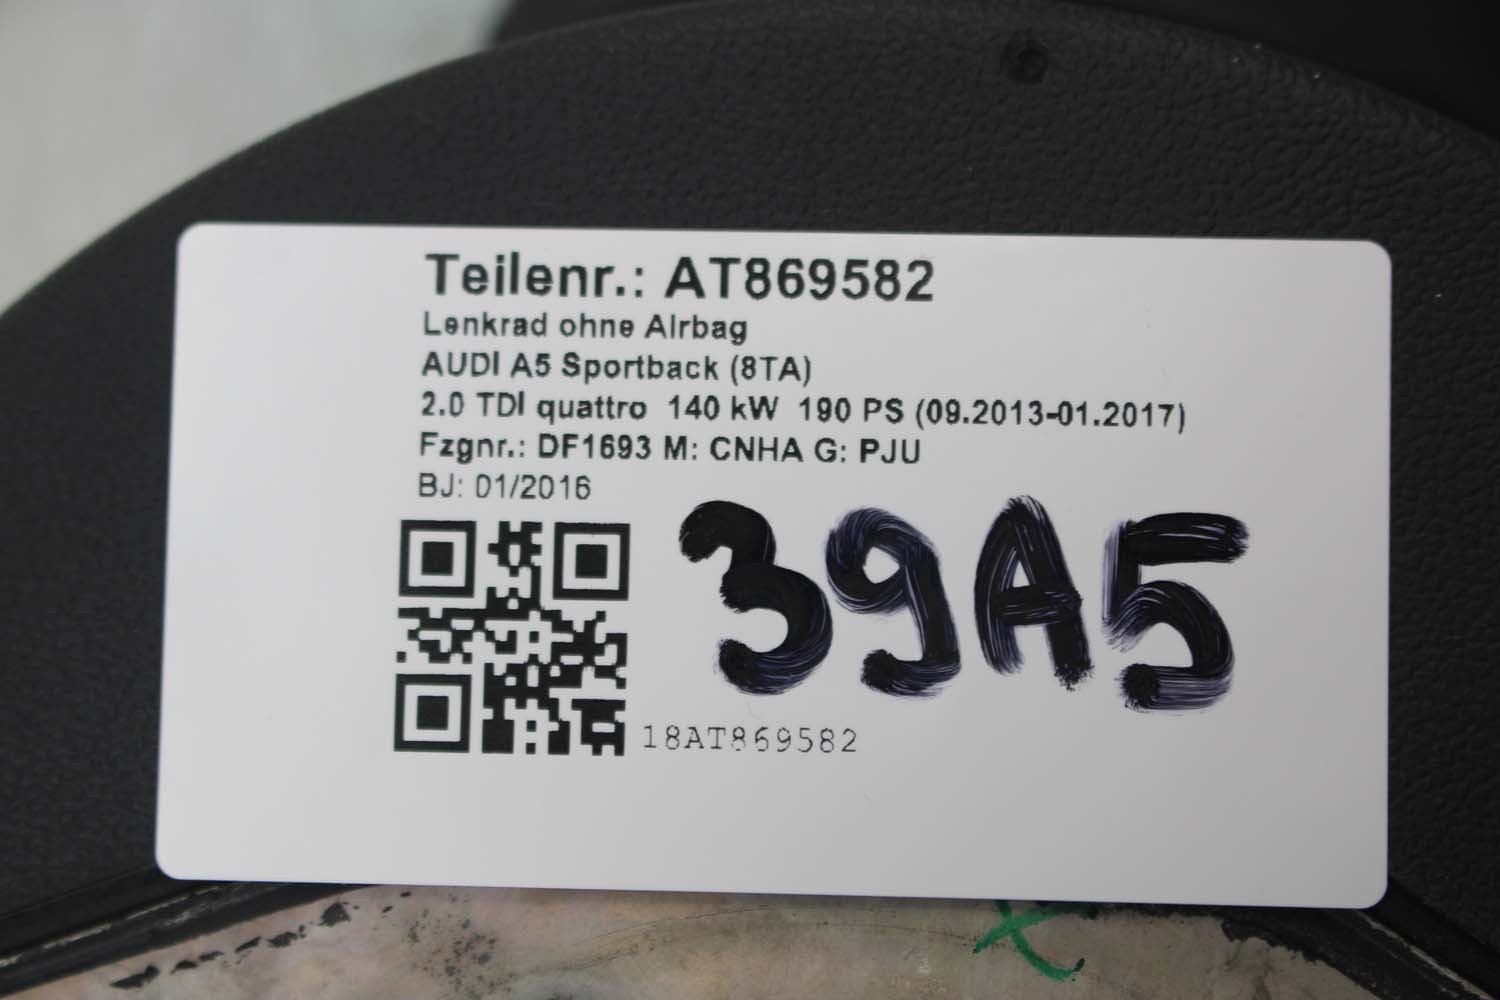 Teilenr.: AT869582
Lenkrad ohne Airbag
AUDI A5 Sportback (8TA)
2.0 TDI quattro 140 kW 190 PS (09.2013-01.2017)
Fzgnr.: DF1693 M: CNHA G: PJU
BJ: 01/2016
39A5
18AT869582